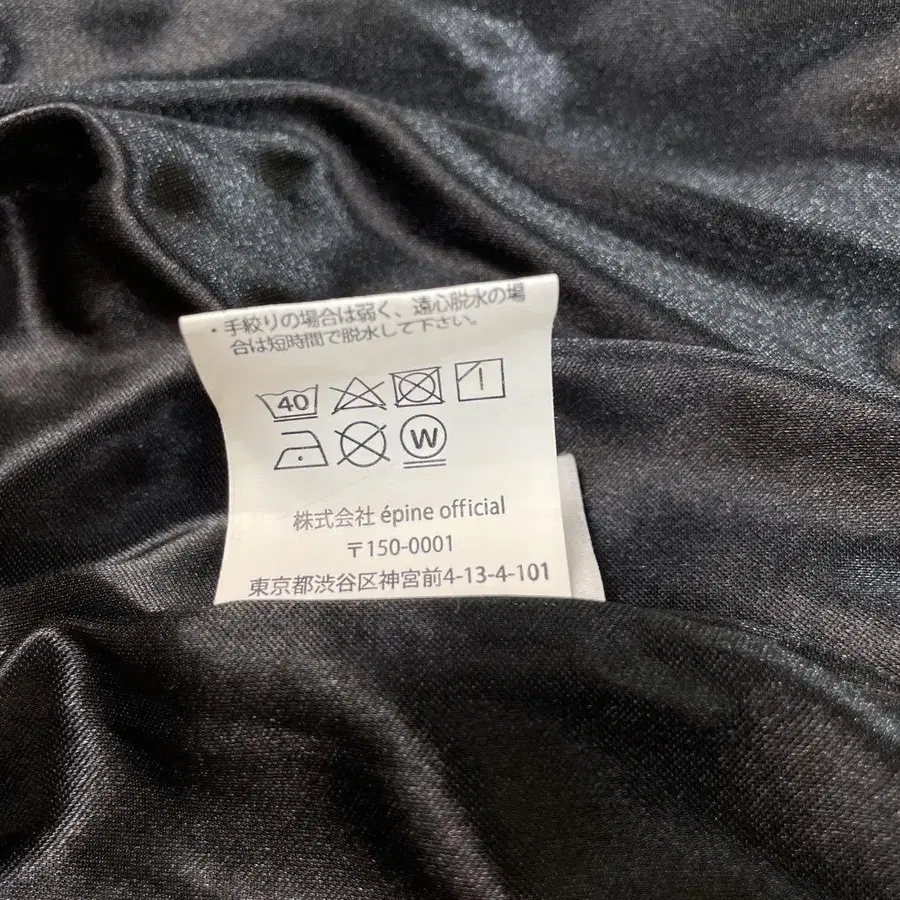 ・手絞りの場合は弱く、遠心脱水の場
合は短時間で脱水して下さい。
40
W
株式会社 épine official
〒150-0001
東京都渋谷区神宮前4-13-4-101